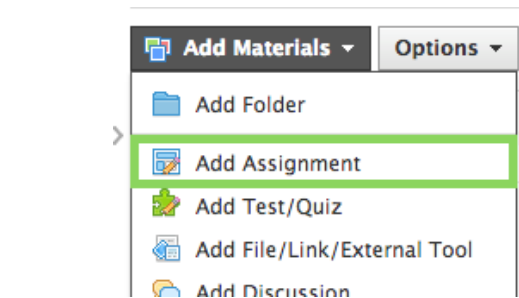 Add Materials Options
Add Folder
Add Assignment
Add Test/Quiz
Add File/Link/External Tool
Add Discussion